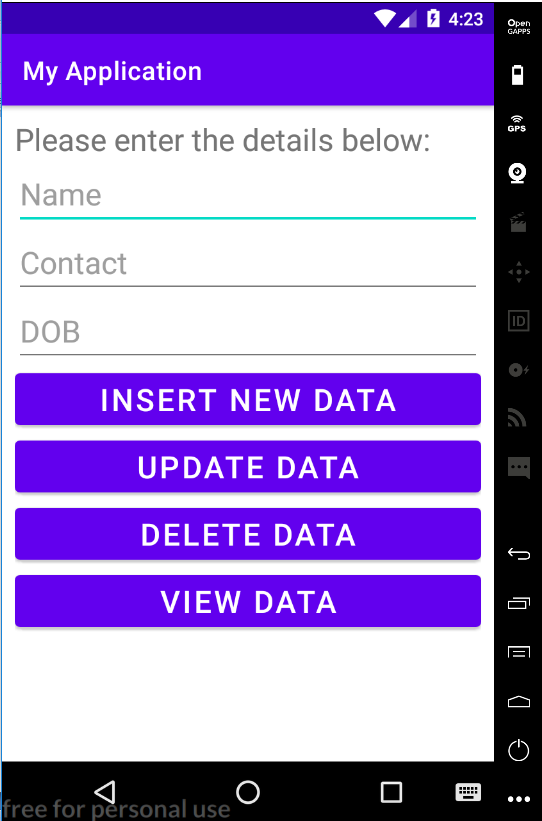 4:23
Open
GAPPS
My Application
GPS
Please enter the details below:
Name
Contact
ID
DOB
INSERT NEW DATA
UPDATE DATA
DELETE DATA
VIEW DATA
free for personal use